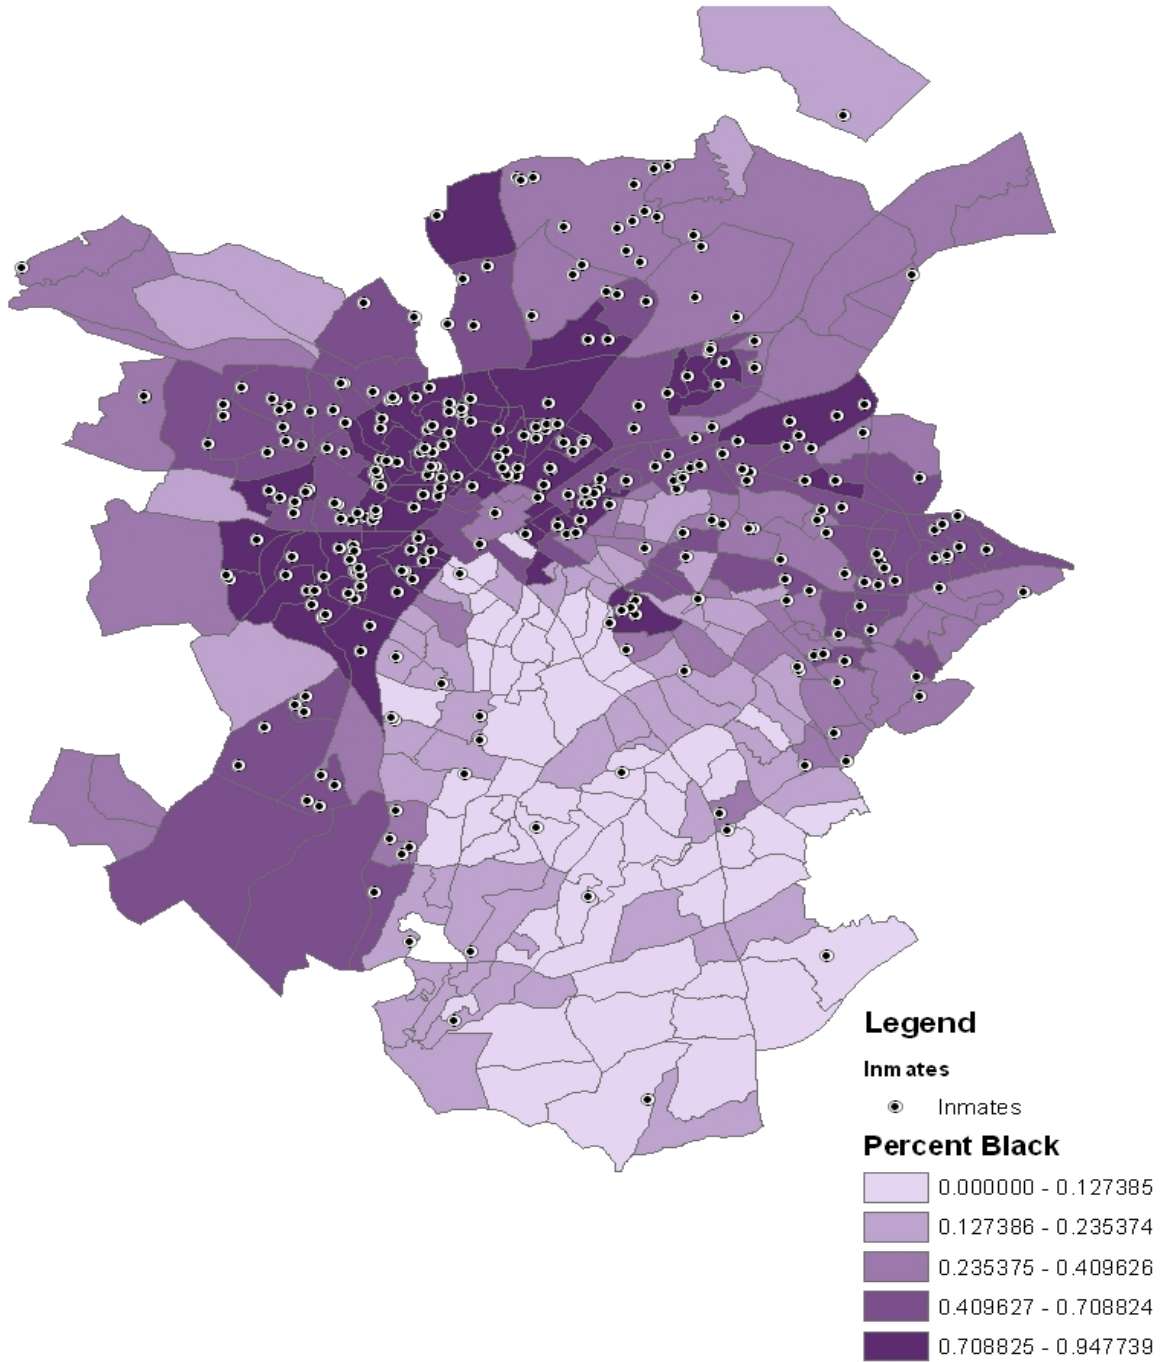 Legend
Inmates
Inmates
Percent Black
0.000000 - 0.127385
0.127386 - 0.235374
0.235375 - 0.409626
0.409627 - 0.708824
0.708825 - 0.947739